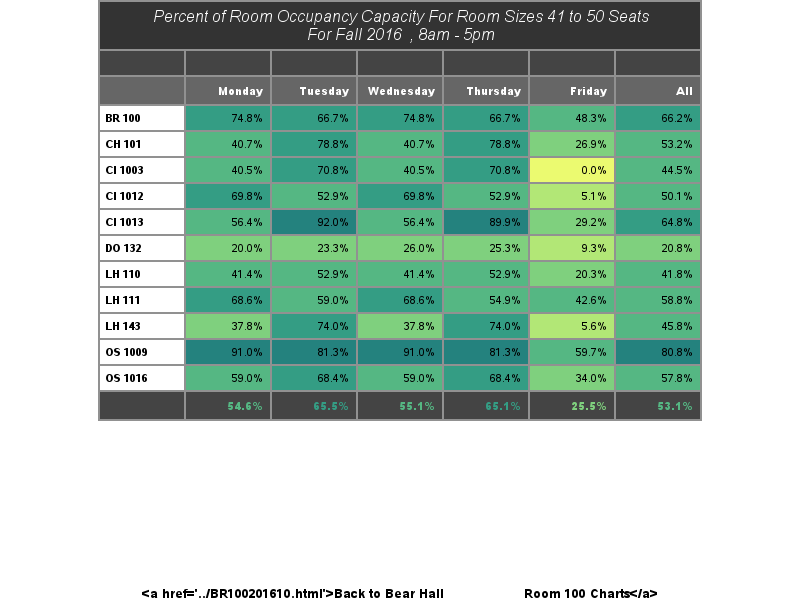 Percent of Room Occupancy Capacity For Room Sizes 41 to 50 Seats
For Fall 2016 , 8am - 5pm
Monday Tuesday Wednesday Thursday Friday All
BR 100 74.8% 66.7% 74.8% 66.7% 48.3% 66.2%
CH 101 40.7% 78.8% 40.7% 78.8% 26.9% 53.2%
CI 1003 40.5% 70.8% 40.5% 70.8% 0.0% 44.5%
CI 1012 69.8% 52.9% 69.8% 52.9% 5.1% 50.1%
CI 1013 56.4% 92.0% 56.4% 89.9% 29.2% 64.8%
DO 132 20.0% 23.3% 26.0% 25.3% 9.3% 20.8%
LH 110 41.4% 52.9% 41.4% 52.9% 20.3% 41.8%
LH 111 68.6% 59.0% 68.6% 54.9% 42.6% 58.8%
LH 143 37.8% 74.0% 37.8% 74.0% 5.6% 45.8%
OS 1009 91.0% 81.3% 91.0% 81.3% 59.7% 80.8%
OS 1016 59.0% 68.4% 59.0% 68.4% 34.0% 57.8%
54.6% 65.5% 55.1% 65.1% 25.5% 53.1%
<a href='../BR100201610.html'>Back to Bear Hall Room 100 Charts</a>